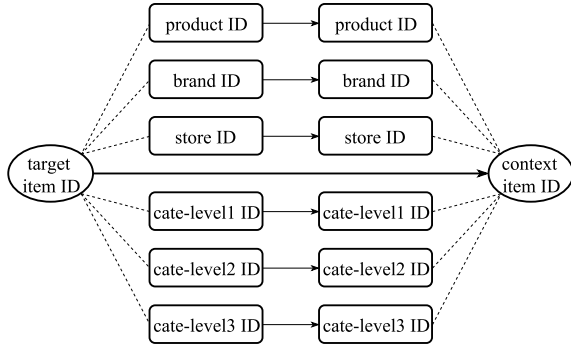 product ID
product ID
brand ID
brand ID
store ID
store ID
target
item ID
context
item ID
cate-level1 ID
cate-level1 ID
cate-level2 ID
cate-level2 ID
cate-level3 ID
cate-level3 ID